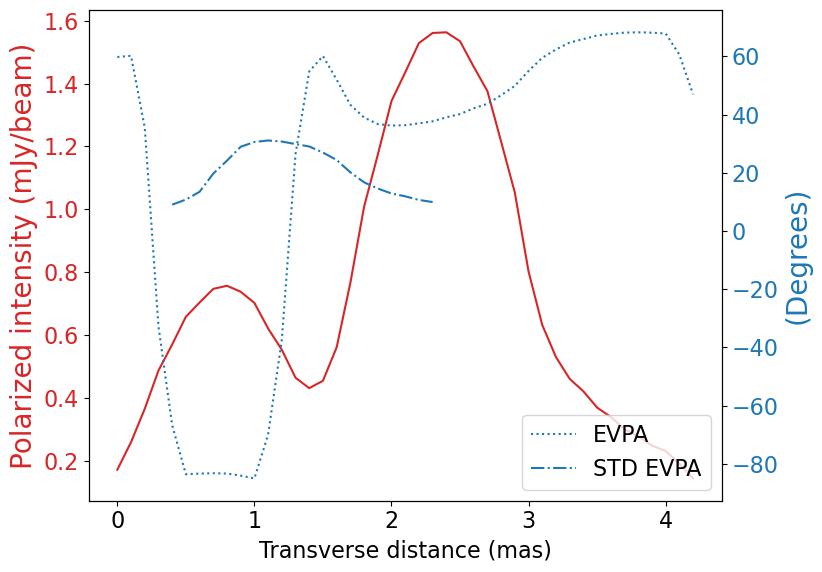 Polarized intensity (mJy/beam)
1.6
1.4
1.2
1.0
0.8
0.6
0.4
0.2
60
40
20
0
−20
−40
−60
−80
(Degrees)
EVPA
STD EVPA
0 1 2 3 4
Transverse distance (mas)